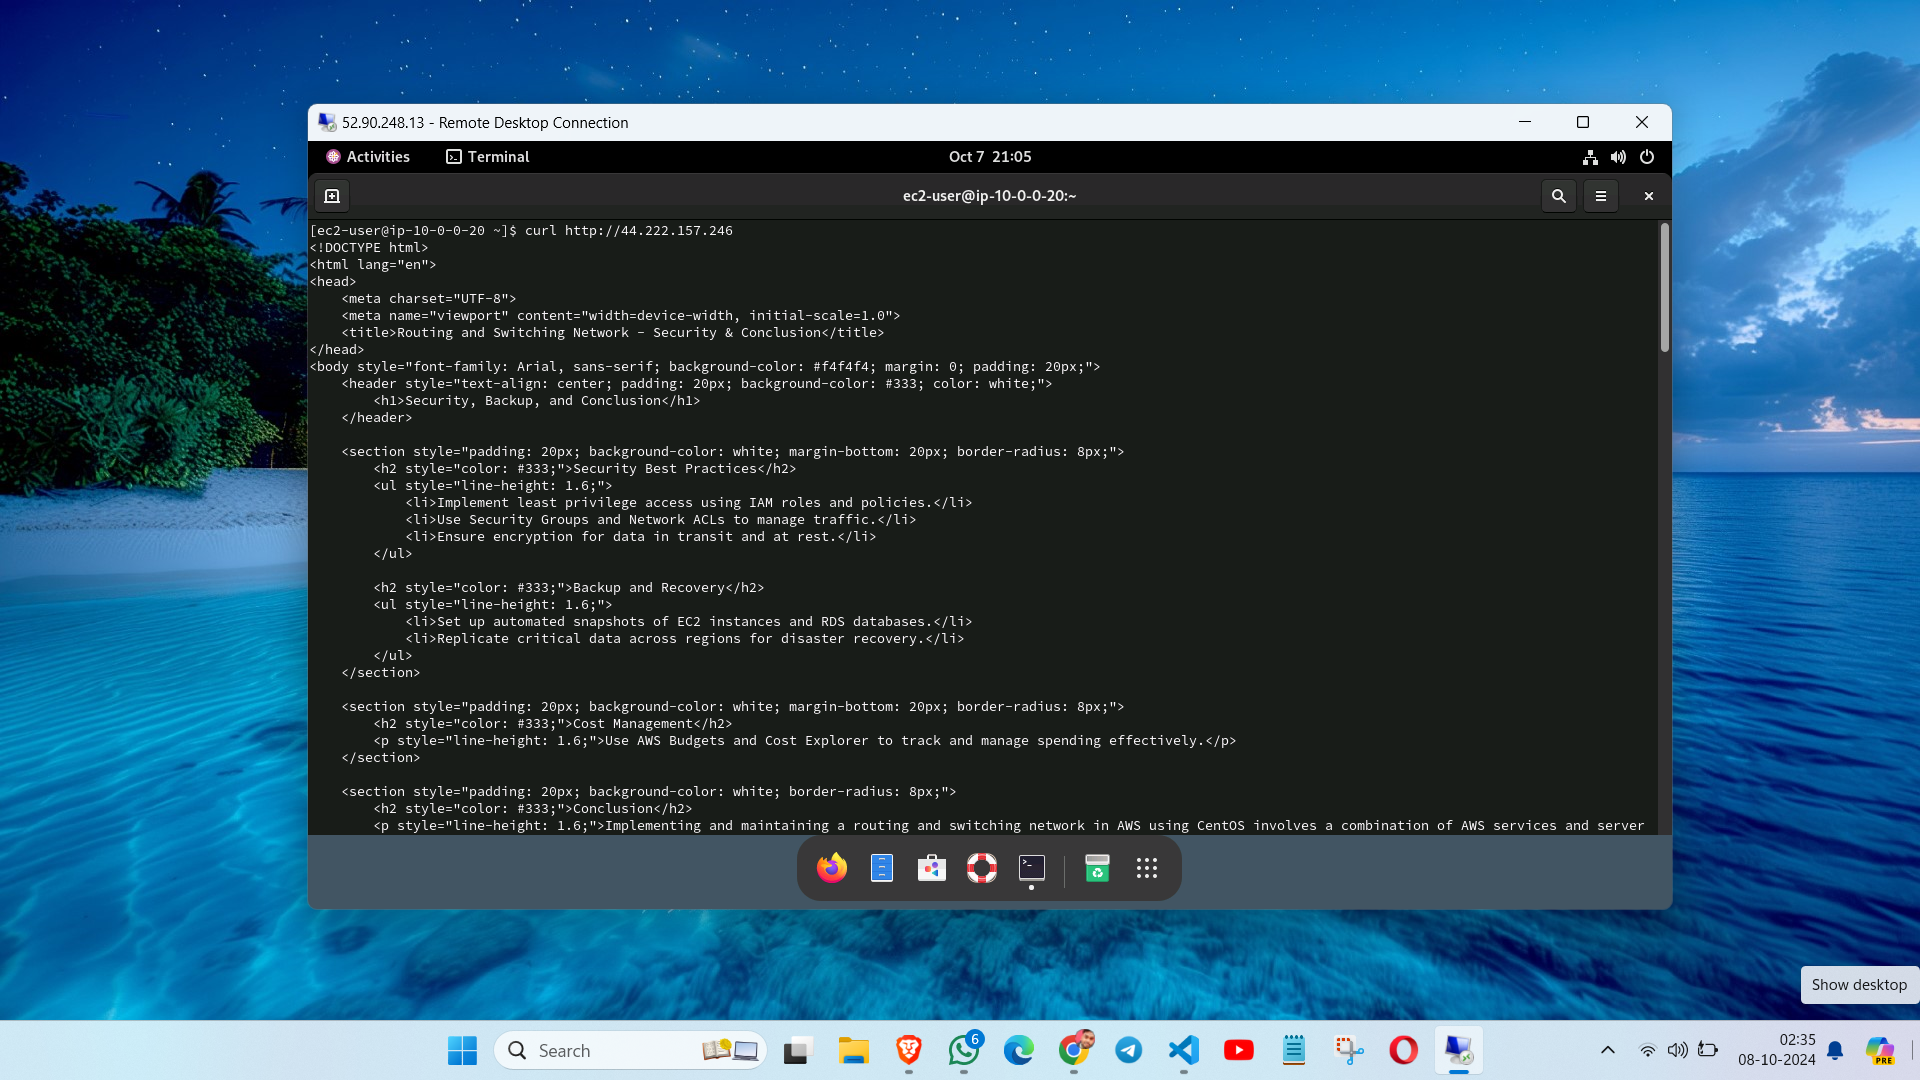 52.90.248.13 - Remote Desktop Connection
Activities
Terminal
Oct 7 21:05
ec2-user@ip-10-0-0-20:~
[ec2-user@ip-10-0-0-20 ~]$ curl http://44.222.157.246
<!DOCTYPE html>
<html lang="en">
<head>
    <meta charset="UTF-8">
    <meta name="viewport" content="width=device-width, initial-scale=1.0">
    <title>Routing and Switching Network - Security & Conclusion</title>
</head>
<body style="font-family: Arial, sans-serif; background-color: #f4f4f4; margin: 0; padding: 20px;">
    <header style="text-align: center; padding: 20px; background-color: #333; color: white;">
        <h1>Security, Backup, and Conclusion</h1>
    </header>
    <section style="padding: 20px; background-color: white; margin-bottom: 20px; border-radius: 8px;">
        <h2 style="color: #333;">Security Best Practices</h2>
        <ul style="line-height: 1.6;">
            <li>Implement least privilege access using IAM roles and policies.</li>
            <li>Use Security Groups and Network ACLs to manage traffic.</li>
            <li>Ensure encryption for data in transit and at rest.</li>
        </ul>
        <h2 style="color: #333;">Backup and Recovery</h2>
        <ul style="line-height: 1.6;">
            <li>Set up automated snapshots of EC2 instances and RDS databases.</li>
            <li>Replicate critical data across regions for disaster recovery.</li>
        </ul>
    </section>
    <section style="padding: 20px; background-color: white; margin-bottom: 20px; border-radius: 8px;">
        <h2 style="color: #333;">Cost Management</h2>
        <p style="line-height: 1.6;">Use AWS Budgets and Cost Explorer to track and manage spending effectively.</p>
    </section>
    <section style="padding: 20px; background-color: white; border-radius: 8px;">
        <h2 style="color: #333;">Conclusion</h2>
        <p style="line-height: 1.6;">Implementing and maintaining a routing and switching network in AWS using CentOS involves a combination of AWS services and server
Show desktop
Search
6
02:35
08-10-2024
PRE